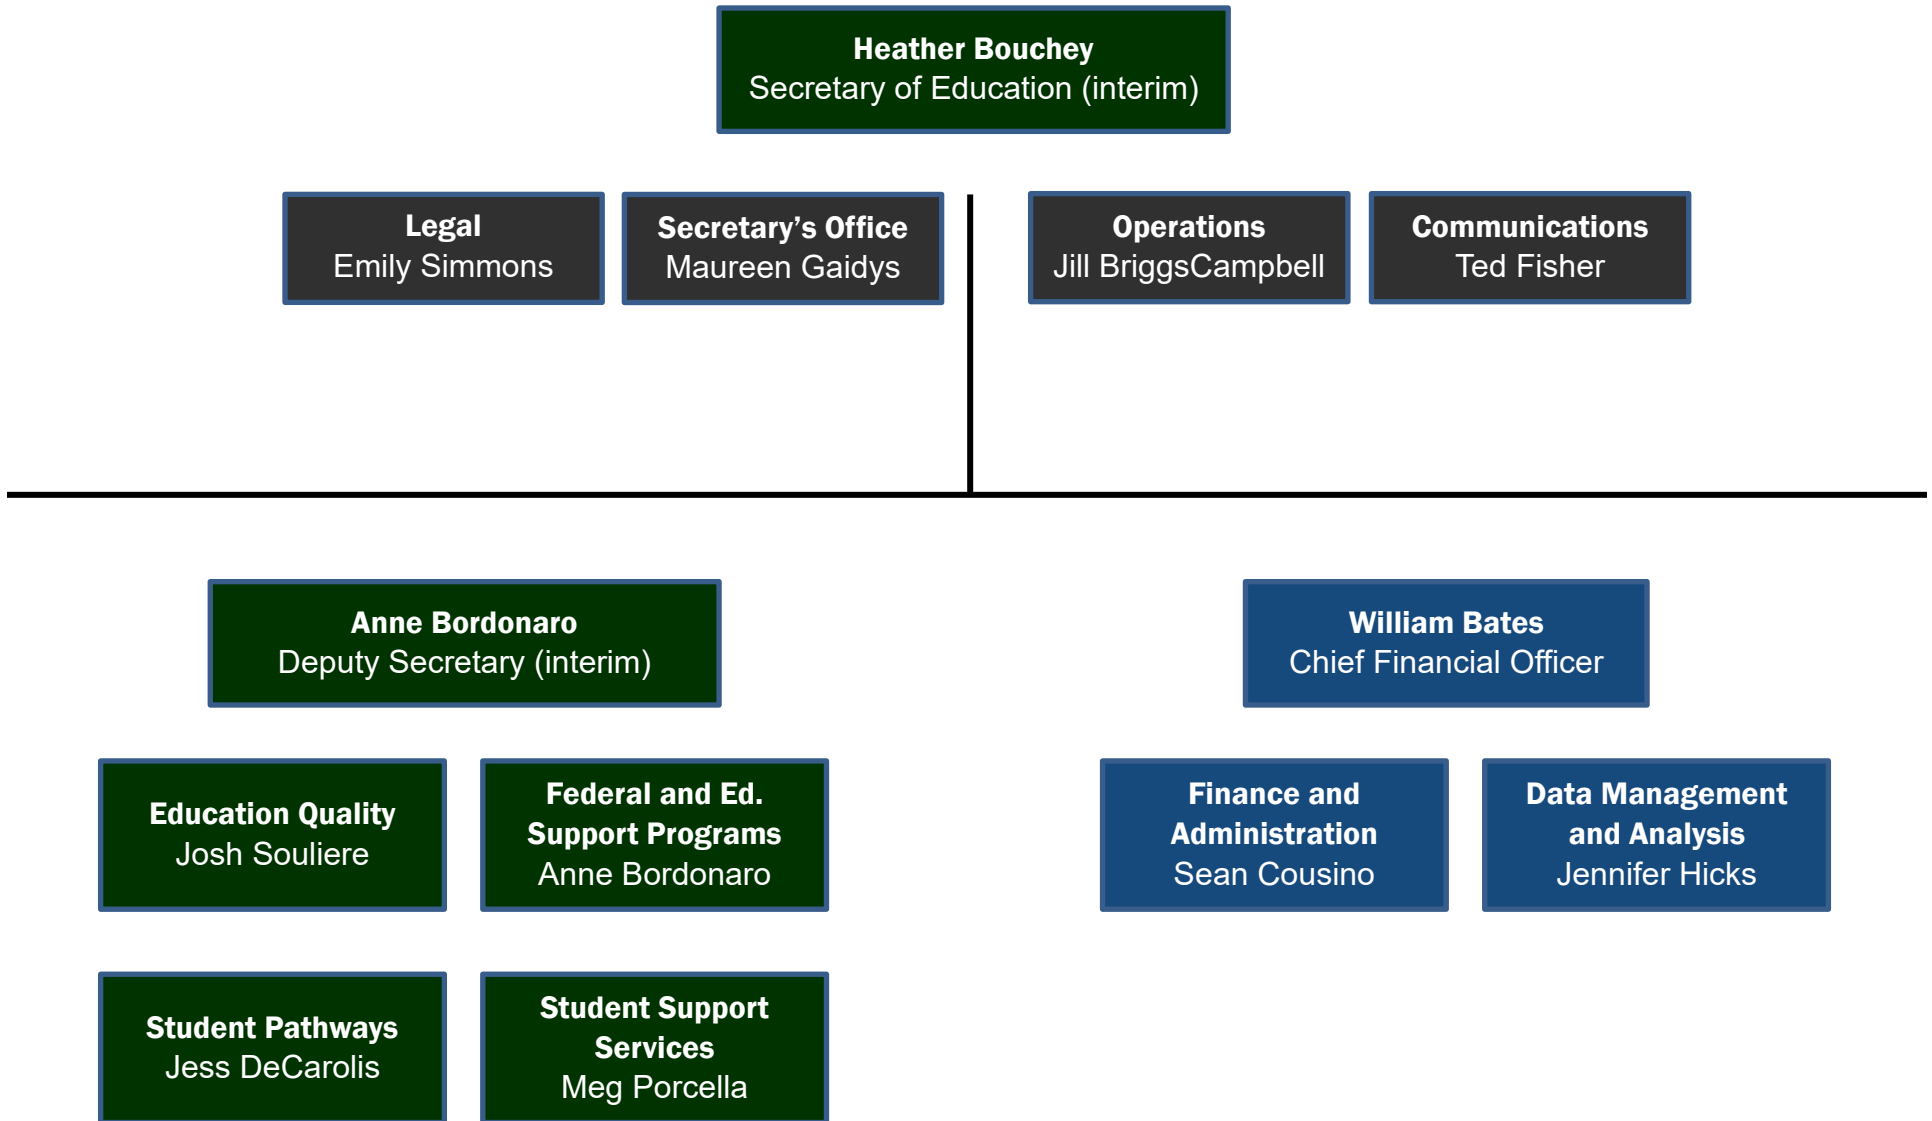 Heather Bouchey
Secretary of Education (interim)
Legal
Emily Simmons
Secretary’s Office
Maureen Gaidys
Operations
Jill BriggsCampbell
Communications
Ted Fisher
Anne Bordonaro
Deputy Secretary (interim)
William Bates
Chief Financial Officer
Education Quality
Josh Souliere
Federal and Ed.
Support Programs
Anne Bordonaro
Finance and
Administration
Sean Cousino
Data Management
and Analysis
Jennifer Hicks
Student Pathways
Jess DeCarolis
Student Support
Services
Meg Porcella